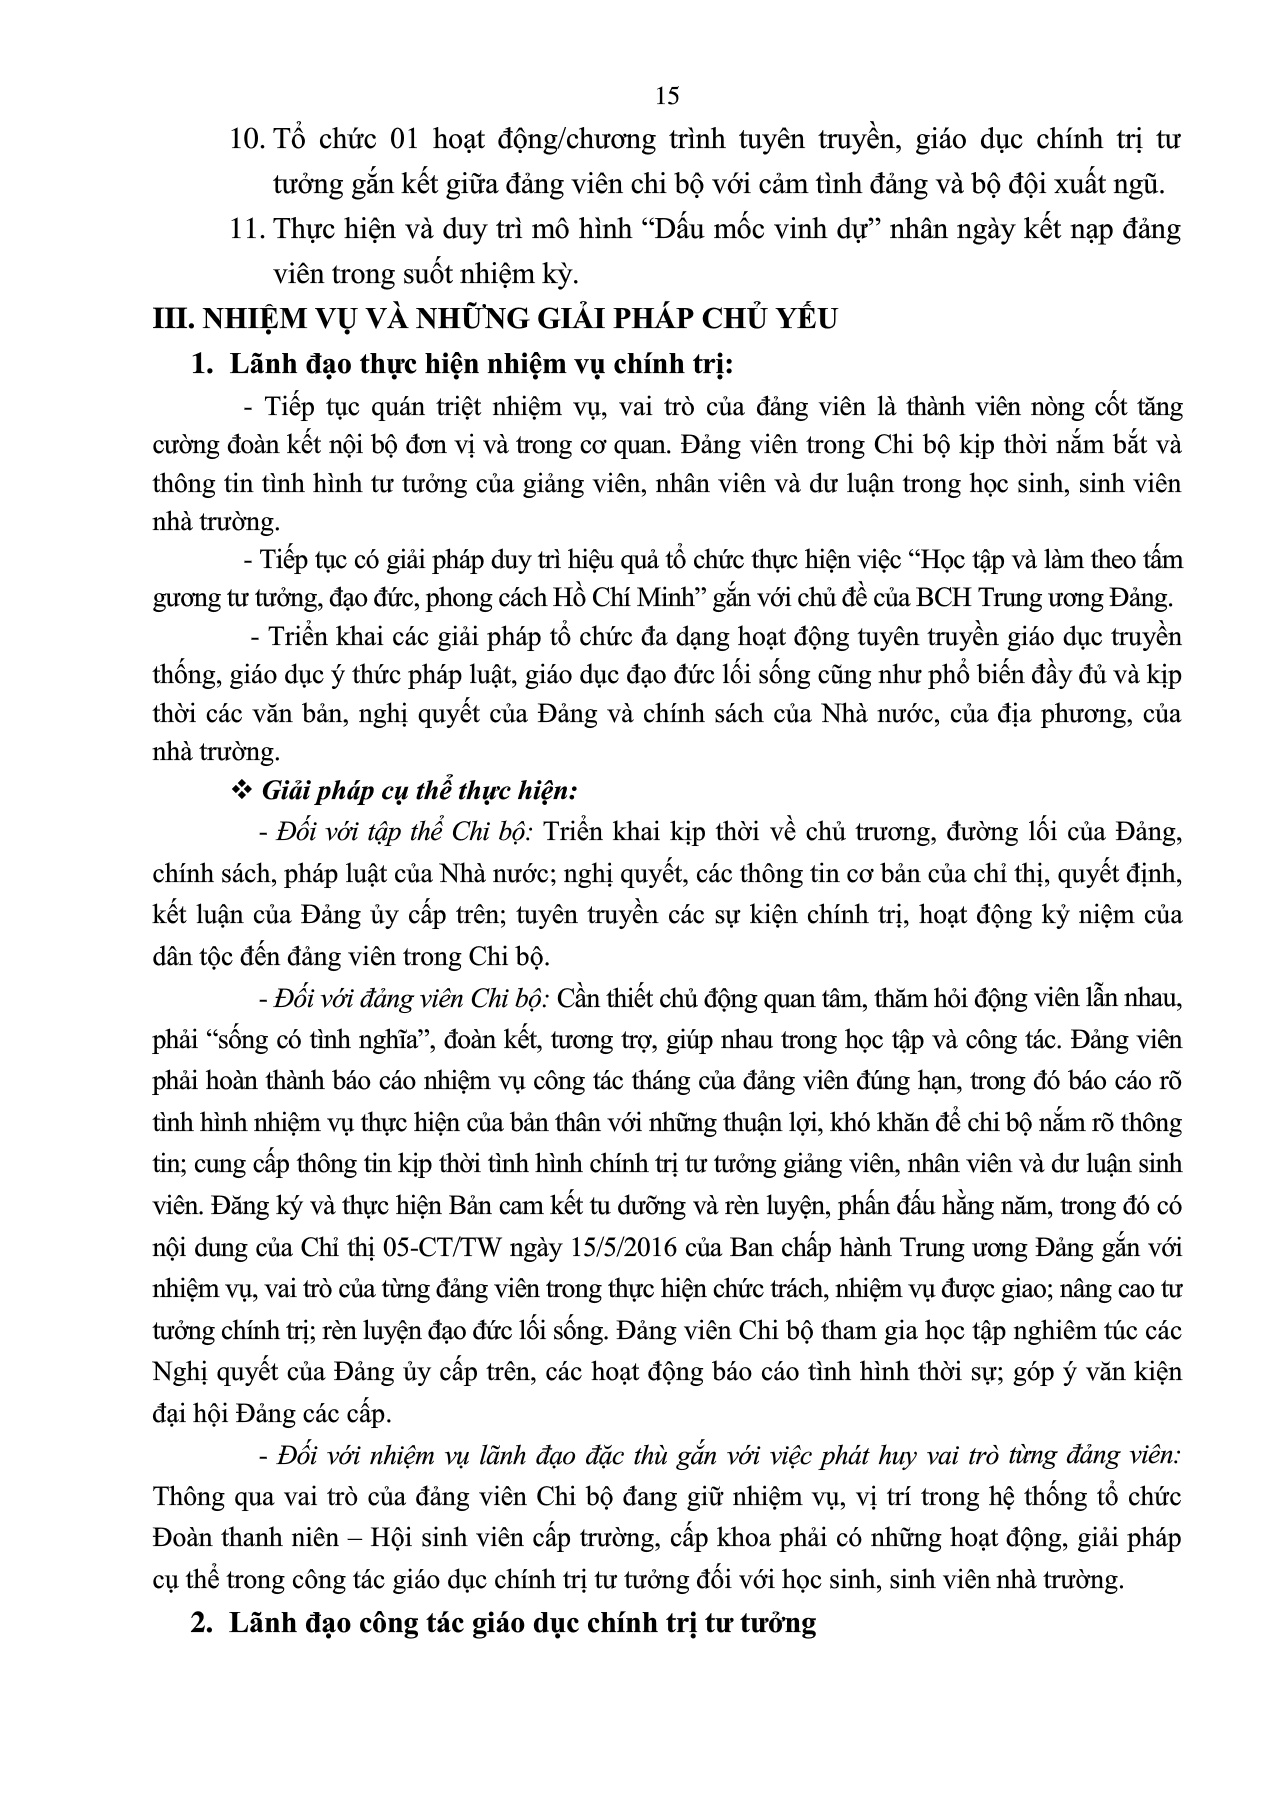 15
10. Tổ chức 01 hoạt động/chương trình tuyên truyền, giáo dục chính trị tư
tưởng gắn kết giữa đảng viên chi bộ với cảm tình đảng và bộ đội xuất ngũ.
11. Thực hiện và duy trì mô hình “Dấu mốc vinh dự” nhân ngày kết nạp đảng
viên trong suốt nhiệm kỳ.
III. NHIỆM VỤ VÀ NHỮNG GIẢI PHÁP CHỦ YẾU
1. Lãnh đạo thực hiện nhiệm vụ chính trị:
- Tiếp tục quán triệt nhiệm vụ, vai trò của đảng viên là thành viên nòng cốt tăng
cường đoàn kết nội bộ đơn vị và trong cơ quan. Đảng viên trong Chi bộ kịp thời nắm bắt và
thông tin tình hình tư tưởng của giảng viên, nhân viên và dư luận trong học sinh, sinh viên
nhà trường.
- Tiếp tục có giải pháp duy trì hiệu quả tổ chức thực hiện việc “Học tập và làm theo tấm
gương tư tưởng, đạo đức, phong cách Hồ Chí Minh” gắn với chủ đề của BCH Trung ương Đảng.
- Triển khai các giải pháp tổ chức đa dạng hoạt động tuyên truyền giáo dục truyền
thống, giáo dục ý thức pháp luật, giáo dục đạo đức lối sống cũng như phổ biến đầy đủ và kịp
thời các văn bản, nghị quyết của Đảng và chính sách của Nhà nước, của địa phương, của
nhà trường.
❖ Giải pháp cụ thể thực hiện:
- Đối với tập thể Chi bộ: Triển khai kịp thời về chủ trương, đường lối của Đảng,
chính sách, pháp luật của Nhà nước; nghị quyết, các thông tin cơ bản của chỉ thị, quyết định,
kết luận của Đảng ủy cấp trên; tuyên truyền các sự kiện chính trị, hoạt động kỷ niệm của
dân tộc đến đảng viên trong Chi bộ.
- Đối với đảng viên Chi bộ: Cần thiết chủ động quan tâm, thăm hỏi động viên lẫn nhau,
phải “sống có tình nghĩa”, đoàn kết, tương trợ, giúp nhau trong học tập và công tác. Đảng viên
phải hoàn thành báo cáo nhiệm vụ công tác tháng của đảng viên đúng hạn, trong đó báo cáo rõ
tình hình nhiệm vụ thực hiện của bản thân với những thuận lợi, khó khăn để chi bộ nắm rõ thông
tin; cung cấp thông tin kịp thời tình hình chính trị tư tưởng giảng viên, nhân viên và dư luận sinh
viên. Đăng ký và thực hiện Bản cam kết tu dưỡng và rèn luyện, phấn đấu hằng năm, trong đó có
nội dung của Chỉ thị 05-CT/TW ngày 15/5/2016 của Ban chấp hành Trung ương Đảng gắn với
nhiệm vụ, vai trò của từng đảng viên trong thực hiện chức trách, nhiệm vụ được giao; nâng cao tư
tưởng chính trị; rèn luyện đạo đức lối sống. Đảng viên Chi bộ tham gia học tập nghiêm túc các
Nghị quyết của Đảng ủy cấp trên, các hoạt động báo cáo tình hình thời sự; góp ý văn kiện
đại hội Đảng các cấp.
- Đối với nhiệm vụ lãnh đạo đặc thù gắn với việc phát huy vai trò từng đảng viên:
Thông qua vai trò của đảng viên Chi bộ đang giữ nhiệm vụ, vị trí trong hệ thống tổ chức
Đoàn thanh niên – Hội sinh viên cấp trường, cấp khoa phải có những hoạt động, giải pháp
cụ thể trong công tác giáo dục chính trị tư tưởng đối với học sinh, sinh viên nhà trường.
2. Lãnh đạo công tác giáo dục chính trị tư tưởng